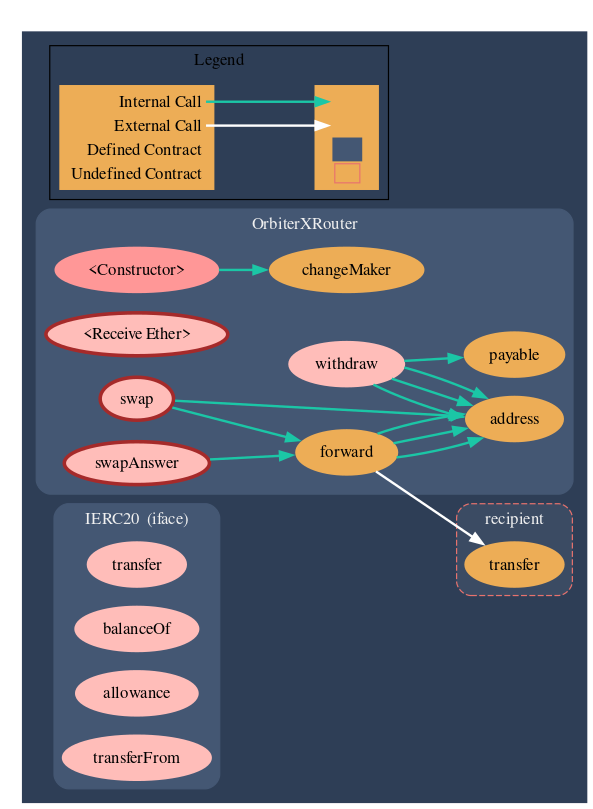 Legend
Internal Call
External Call
Defined Contract
Undefined Contract
OrbiterXRouter
<Constructor>
changeMaker
<Receive Ether>
withdraw
payable
swap
address
swapAnswer
forward
IERC20 (iface)
recipient
transfer
transfer
balanceOf
allowance
transferFrom